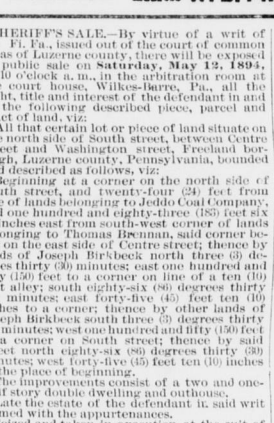 SHERIFF'S SALE.—By virtue of a writ of
Fi. Fa., issued out of the court of common
as of Luzerne county, there will be exposed
public sale on Saturday, May 12, 1894,
10 o'clock a. m., in the arbitration room at
e court house, Wilkes-Barre, Pa., all the
ght, title and interest of the defendant in and
the following described piece, parcel and
act of land, viz:
All that certain lot or piece of land situate on
north side of South street, between Centre
eet and Washington street, Freeland bor-
gh, Luzerne county, Pennsylvania, bounded
d described as follows, viz:
Beginning at a corner on the north side of
uth street, and twenty-four (24) feet from
e of lands belonging to Jeddo Coal Company,
d one hundred and eighty-three (183) feet six
inches east from south-west corner of lands
longing to Thomas Brennan, said corner be-
on the east side of Centre street; thence by
nds of Joseph Birkbeck north three (3) de-
ees thirty (30) minutes; east one hundred and
ty (150) feet to a corner on line of a ten (10)
ot alley; south eighty-six (86) degrees thirty
minutes; east forty-five (45) feet ten (10)
ches to a corner; thence by other lands of
seph Birkbeck south three (3) degrees thirty
minutes; west one hundred and fifty (150) feet
a corner on South street; thence by said
eet north eighty-six (86) degrees thirty (30)
nutes; west forty-five (45) feet ten (10) inches
the place of beginning.
The improvements consist of a two and one-
lf story double dwelling and outhouse.
Late the estate of the defendant in said writ
med with the appurtenances.